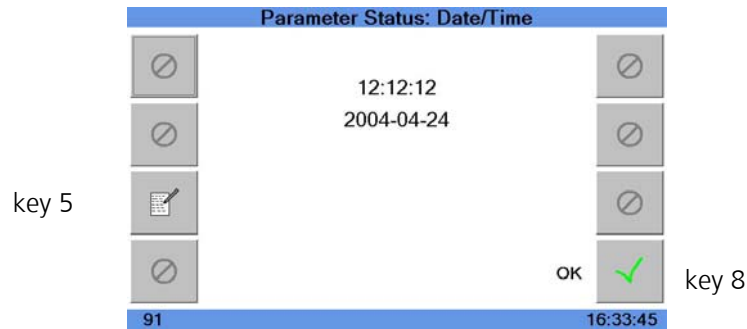 Parameter Status: Date/Time
12:12:12
2004-04-24
key 5
OK
key 8
91
16:33:45